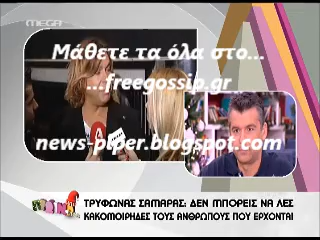 MEGA
Μάθετε τα όλα στο...
...freegossip.gr
news-piper.blogspot.com
ΤΡΥΦΩΝΑΣ ΣΑΜΑΡΑΣ: ΔΕΝ ΜΠΟΡΕΙΣ ΝΑ ΛΕΣ
ΚΑΚΟΜΟΙΡΗΔΕΣ ΤΟΥΣ ΑΝΘΡΩΠΟΥΣ ΠΟΥ ΕΡΧΟΝΤΑΙ